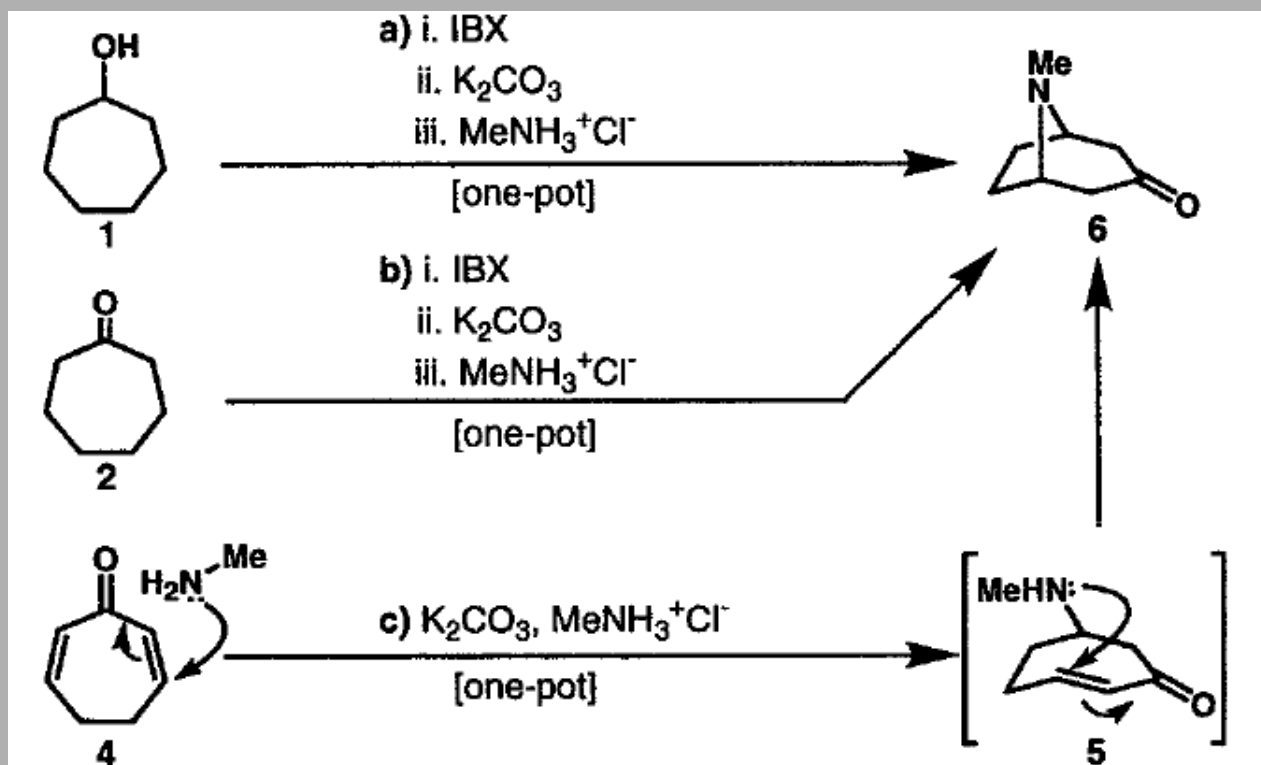 OH
a) i. IBX
ii. K2CO3
iii. MeNH3+Cl-
[one-pot]
1
Me
N
O
6
O
b) i. IBX
ii. K2CO3
iii. MeNH3+Cl-
[one-pot]
2
O
H2N: Me
c) K2CO3, MeNH3+Cl-
[one-pot]
4
MeHN:
O
5